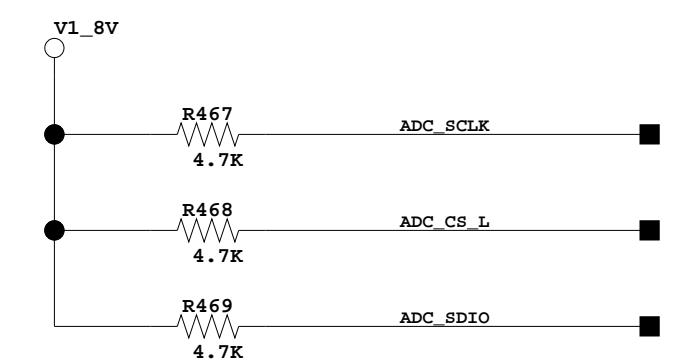 V1_8V
R467
ADC_SCLK
4.7K
R468
ADC_CS_L
4.7K
R469
ADC_SDIO
4.7K